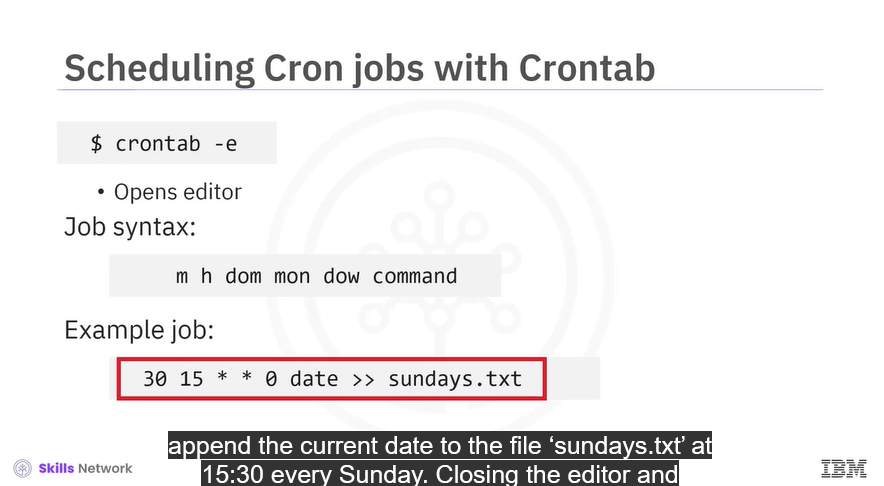 Scheduling Cron jobs with Crontab
$ crontab -e
• Opens editor
Job syntax:
m h dom mon dow command
Example job:
30 15 * * 0 date >> sundays.txt
append the current date to the file ‘sundays.txt’ at
15:30 every Sunday. Closing the editor and
Skills Network
IBM